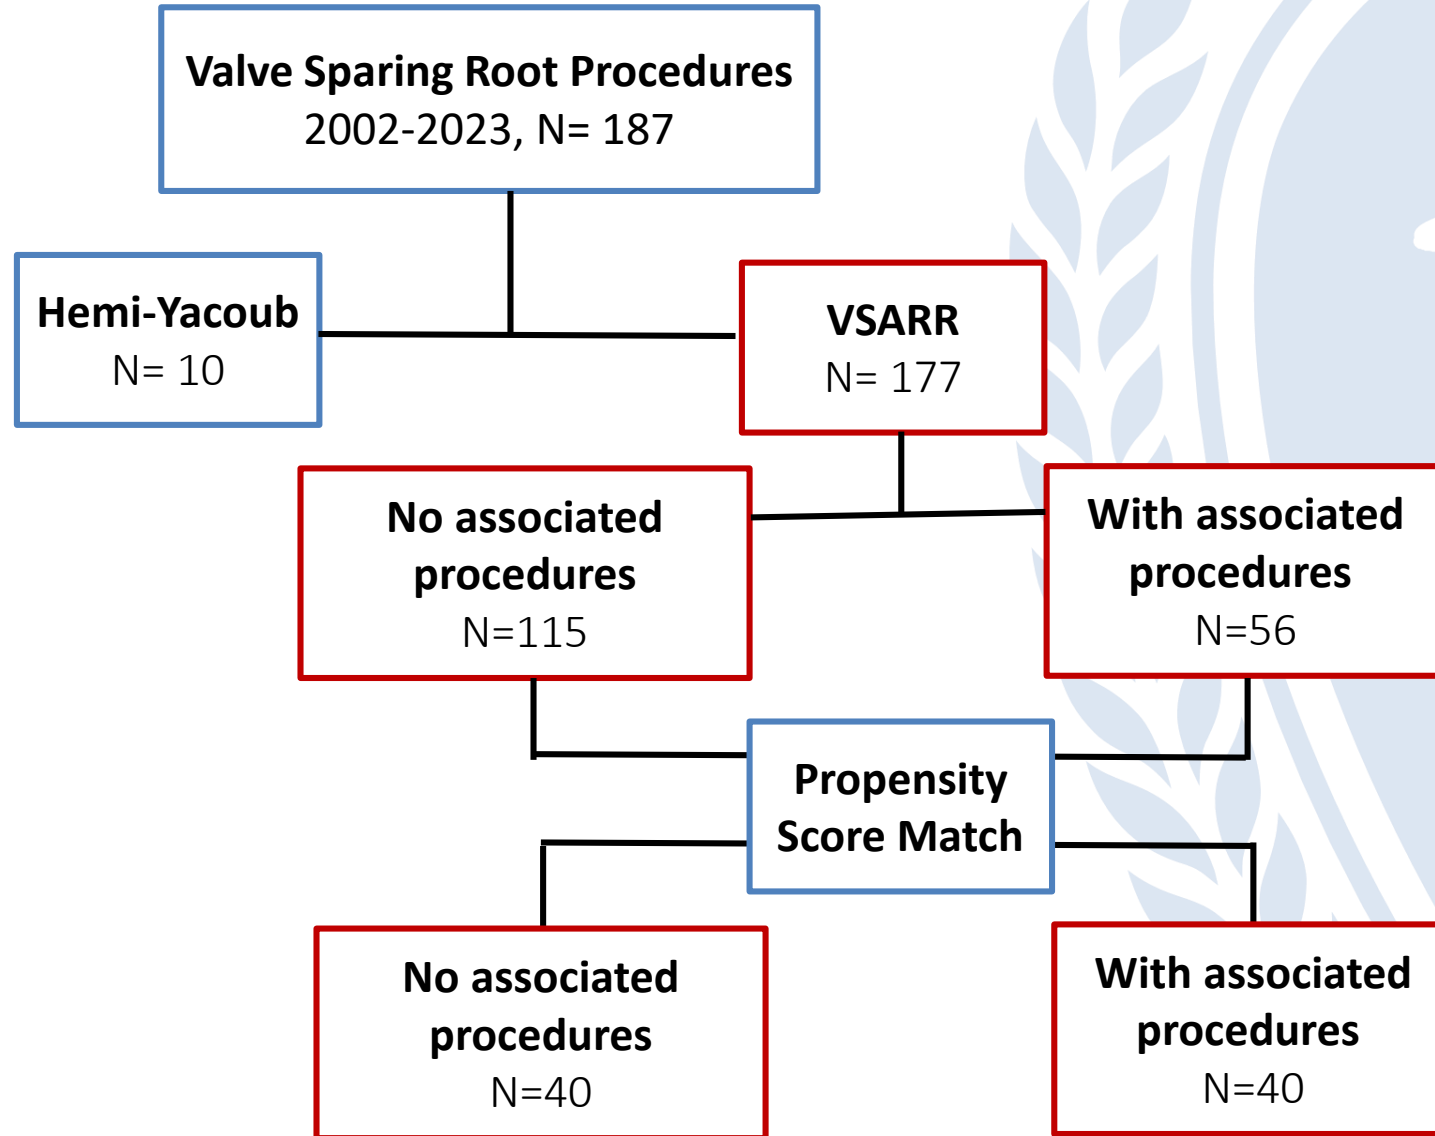 Valve Sparing Root Procedures
2002-2023, N= 187
Hemi-Yacoub
N= 10
VSARR
N= 177
No associated
procedures
N=115
With associated
procedures
N=56
Propensity
Score Match
No associated
procedures
N=40
With associated
procedures
N=40